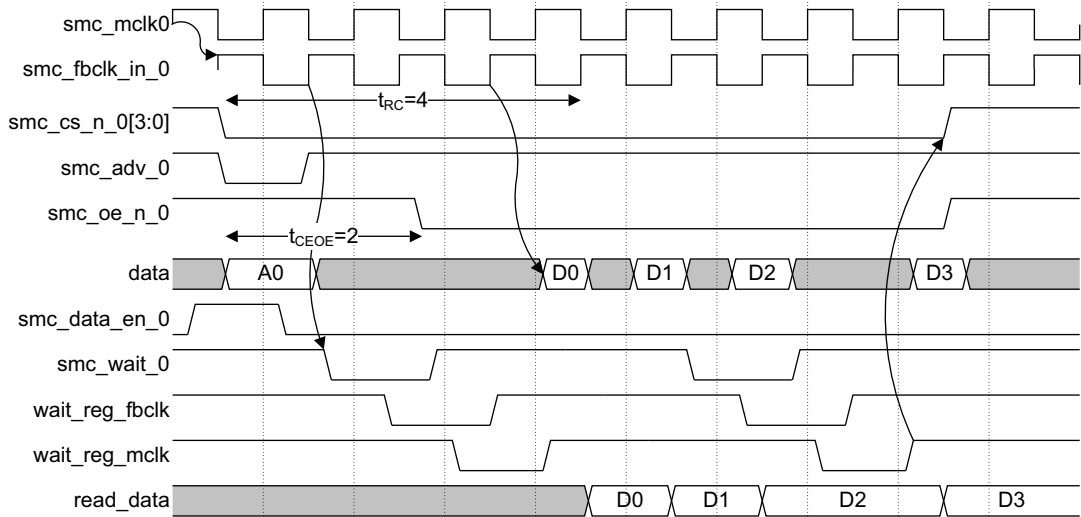 smc_mclk0
smc_fbclk_in_0
tRC=4
smc_cs_n_0[3:0]
smc_adv_0
smc_oe_n_0
tCEOE=2
data A0 D0 D1 D2 D3
smc_data_en_0
smc_wait_0
wait_reg_fbclk
wait_reg_mclk
read_data D0 D1 D2 D3